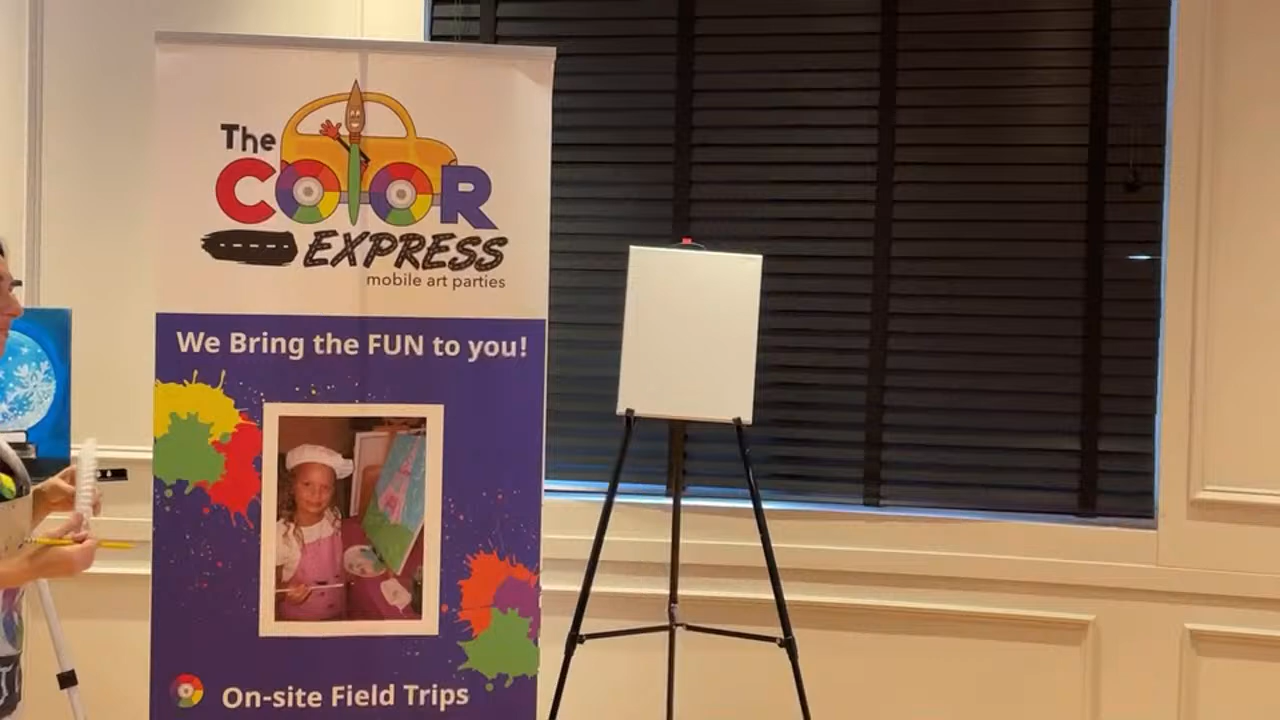 The
COlOR
EXPRESS
mobile art parties
We Bring the FUN to you!
On-site Field Trips